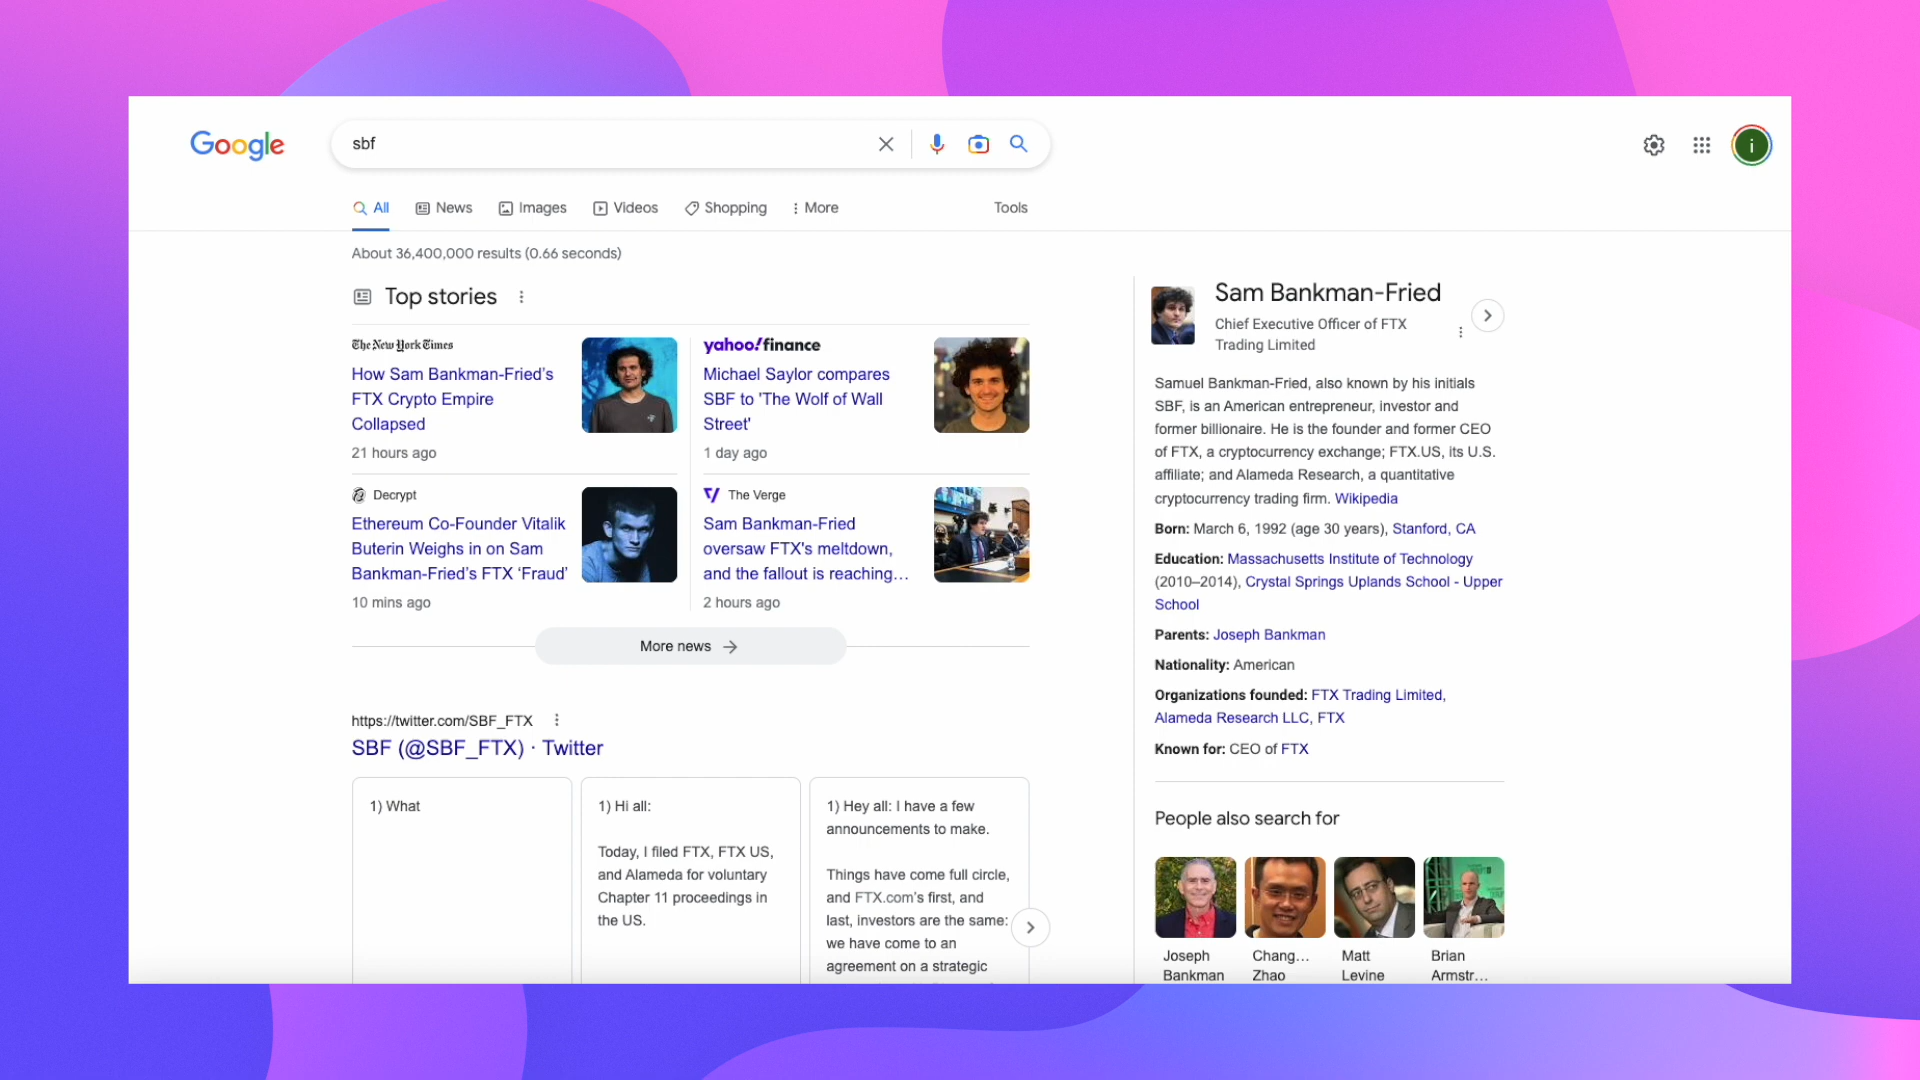 Google
sbf
i
All
News
Images
Videos
Shopping
More
Tools
About 36,400,000 results (0.66 seconds)
Top stories
The New York Times
How Sam Bankman-Fried's
FTX Crypto Empire
Collapsed
21 hours ago
yahoo!finance
Michael Saylor compares
SBF to 'The Wolf of Wall
Street'
1 day ago
Decrypt
Ethereum Co-Founder Vitalik
Buterin Weighs in on Sam
Bankman-Fried's FTX ‘Fraud’
10 mins ago
The Verge
Sam Bankman-Fried
oversaw FTX's meltdown,
and the fallout is reaching...
2 hours ago
More news
https://twitter.com/SBF_FTX
SBF (@SBF_FTX) · Twitter
1) What
1) Hi all:
Today, I filed FTX, FTX US,
and Alameda for voluntary
Chapter 11 proceedings in
the US.
1) Hey all: I have a few
announcements to make.
Things have come full circle,
and FTX.com's first, and
last, investors are the same:
we have come to an
agreement on a strategic
Sam Bankman-Fried
Chief Executive Officer of FTX
Trading Limited
Samuel Bankman-Fried, also known by his initials
SBF, is an American entrepreneur, investor and
former billionaire. He is the founder and former CEO
of FTX, a cryptocurrency exchange; FTX.US, its U.S.
affiliate; and Alameda Research, a quantitative
cryptocurrency trading firm. Wikipedia
Born: March 6, 1992 (age 30 years), Stanford, CA
Education: Massachusetts Institute of Technology
(2010–2014), Crystal Springs Uplands School - Upper
School
Parents: Joseph Bankman
Nationality: American
Organizations founded: FTX Trading Limited,
Alameda Research LLC, FTX
Known for: CEO of FTX
People also search for
Joseph
Bankman
Chang...
Zhao
Matt
Levine
Brian
Armstr...